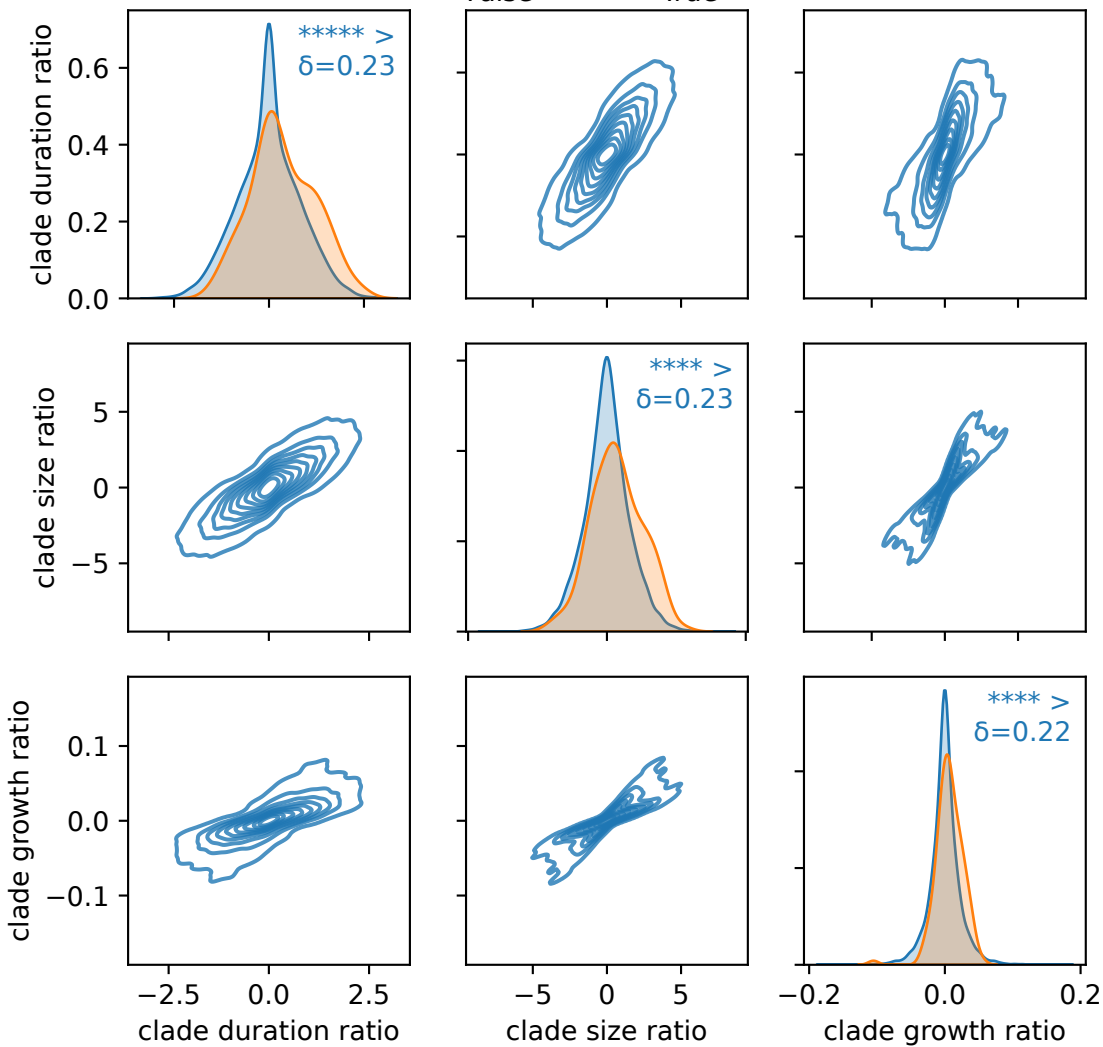 clade duration ratio
0.6
0.4
0.2
0.0
***** >
δ=0.23
clade size ratio
5
0
−5
**** >
δ=0.23
clade growth ratio
0.1
0.0
−0.1
**** >
δ=0.22
−2.5 0.0 2.5
−5 0 5
−0.2 0.0 0.2
clade duration ratio
clade size ratio
clade growth ratio